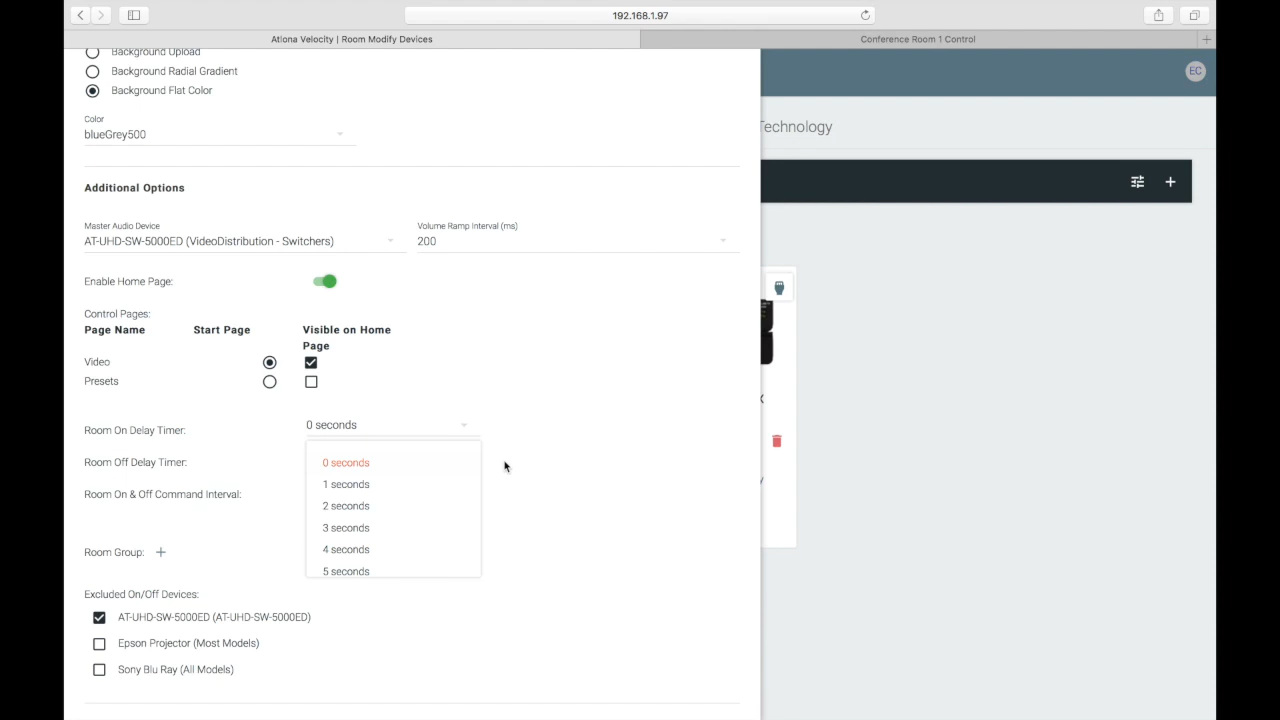 192.168.1.97
Atlona Velocity | Room Modify Devices
Conference Room 1 Control
Background Upload
Background Radial Gradient
Background Flat Color
EC
Color
blueGrey500
Technology
Additional Options
Master Audio Device
Volume Ramp Interval (ms)
AT-UHD-SW-5000ED (VideoDistribution - Switchers)
200
Enable Home Page:
Control Pages:
Page Name Start Page Visible on Home
Page
Video
Presets
Room On Delay Timer:
0 seconds
Room Off Delay Timer:
0 seconds
1 seconds
Room On & Off Command Interval:
2 seconds
3 seconds
Room Group:
4 seconds
5 seconds
Excluded On/Off Devices:
AT-UHD-SW-5000ED (AT-UHD-SW-5000ED)
Epson Projector (Most Models)
Sony Blu Ray (All Models)